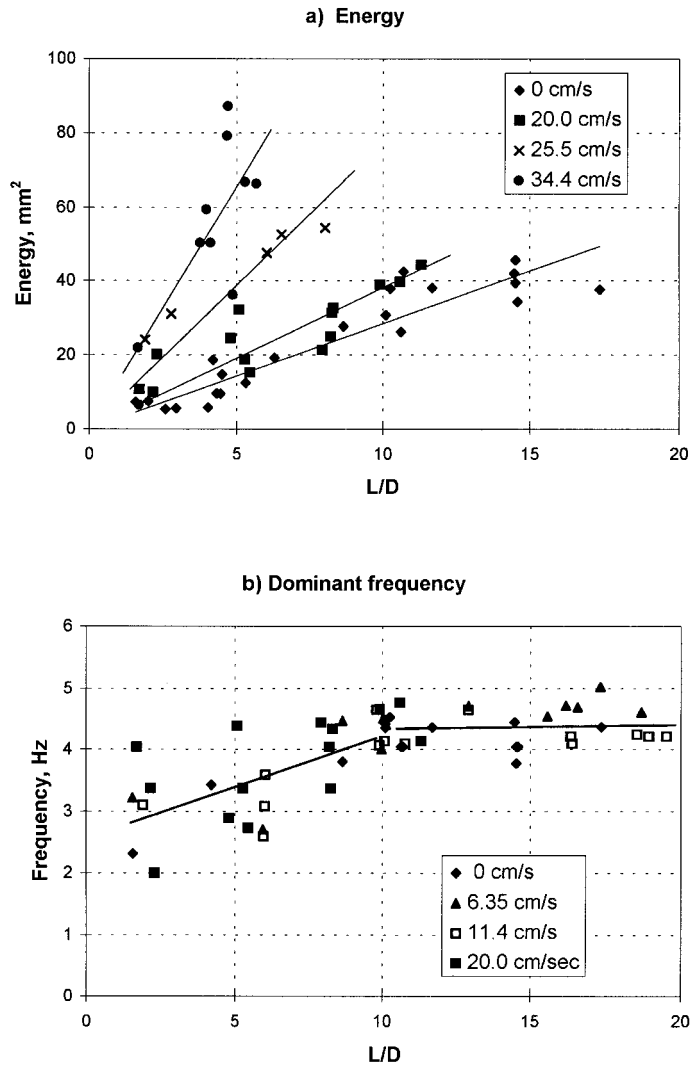 a) Energy
100
80
60
40
20
0
Energy, mm²
0 cm/s
20.0 cm/s
25.5 cm/s
34.4 cm/s
0 5 10 15 20
L/D
b) Dominant frequency
6
5
4
3
2
1
0
Frequency, Hz
0 cm/s
6.35 cm/s
11.4 cm/s
20.0 cm/sec
0 5 10 15 20
L/D